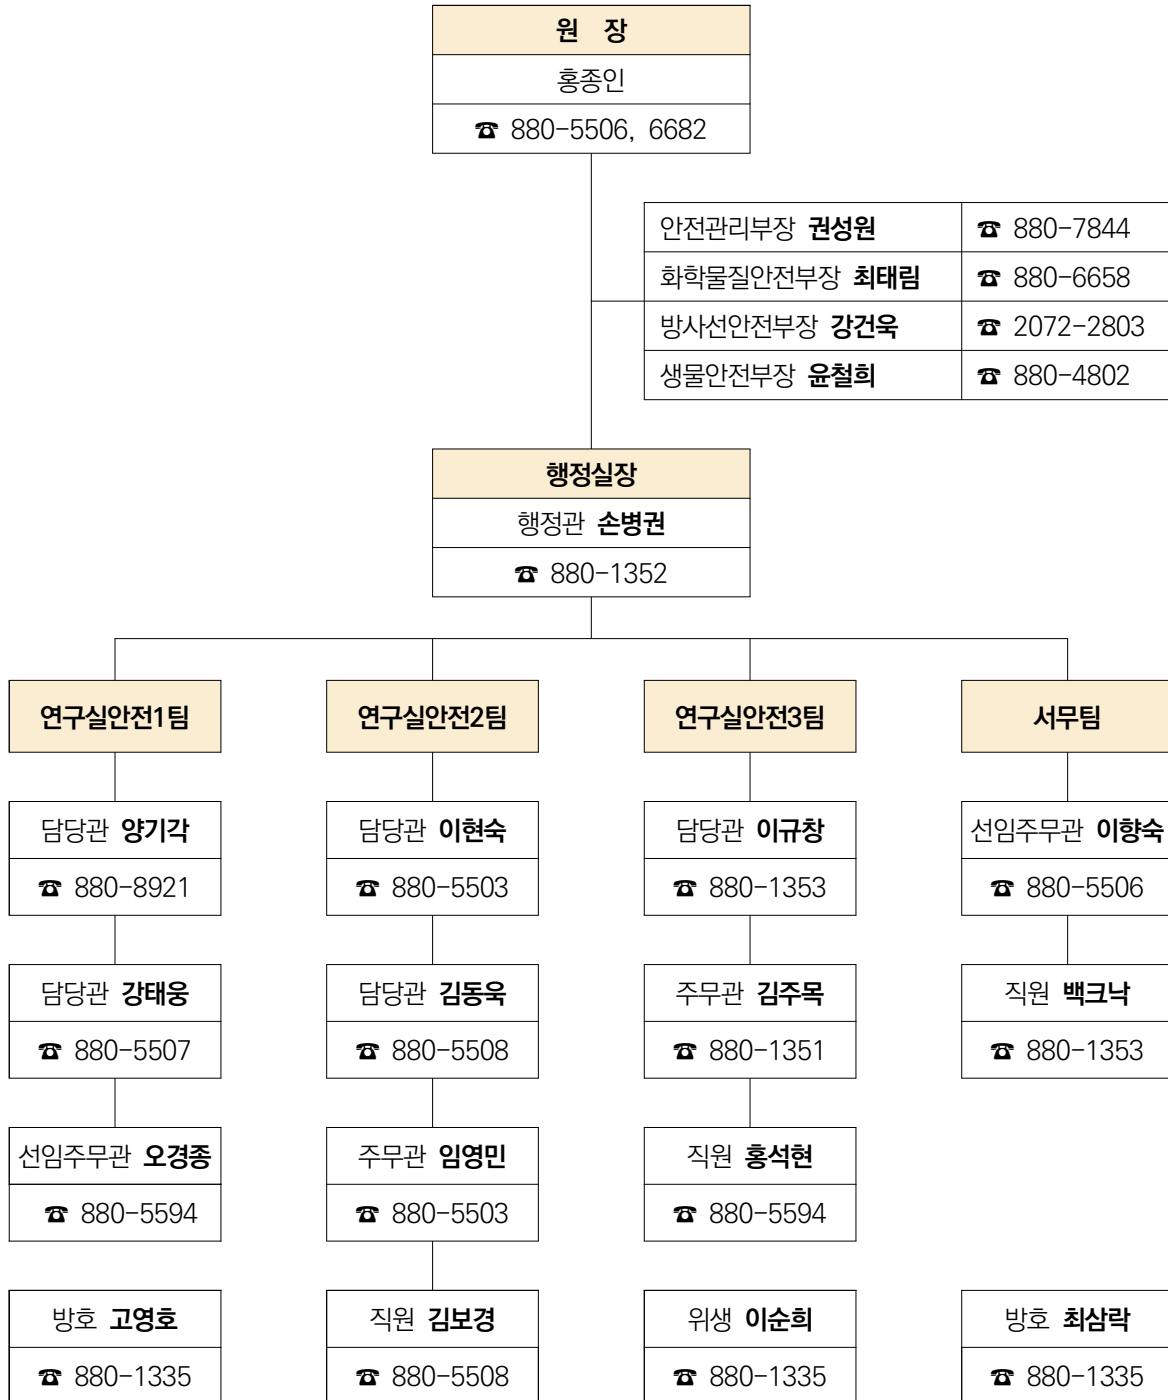 원 장
홍종인
☎ 880-5506, 6682
안전관리부장 권성원 ☎ 880-7844
화학물질안전부장 최태림 ☎ 880-6658
방사선안전부장 강건욱 ☎ 2072-2803
생물안전부장 윤철희 ☎ 880-4802
행정실장
행정관 손병권
☎ 880-1352
연구실안전1팀 연구실안전2팀 연구실안전3팀 서무팀
담당관 양기각 담당관 이현숙 담당관 이규창 선임주무관 이향숙
☎ 880-8921 ☎ 880-5503 ☎ 880-1353 ☎ 880-5506
담당관 강태웅 담당관 김동욱 주무관 김주목 직원 백크낙
☎ 880-5507 ☎ 880-5508 ☎ 880-1351 ☎ 880-1353
선임주무관 오경종 주무관 임영민 직원 홍석현
☎ 880-5594 ☎ 880-5503 ☎ 880-5594
방호 고영호 직원 김보경 위생 이순희 방호 최삼락
☎ 880-1335 ☎ 880-5508 ☎ 880-1335 ☎ 880-1335